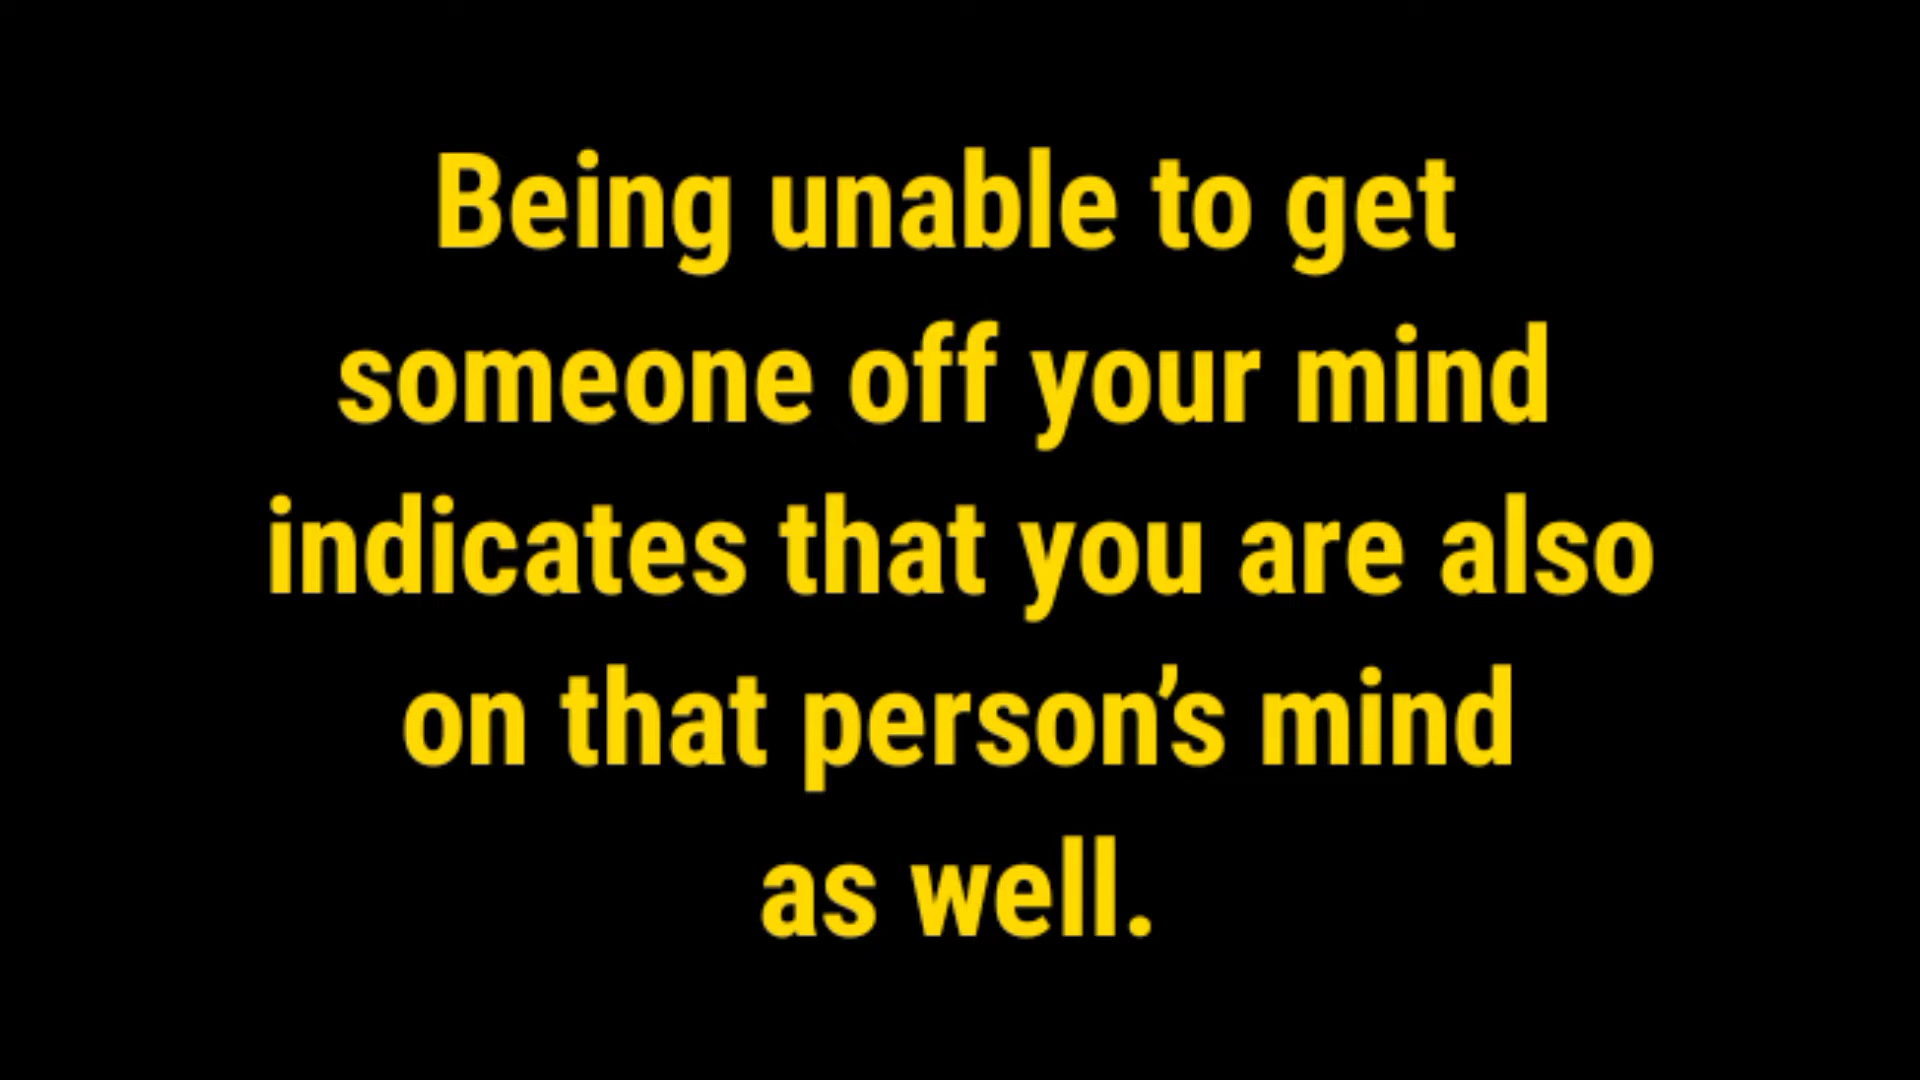 Being unable to get
someone off your mind
indicates that you are also
on that person’s mind
as well.